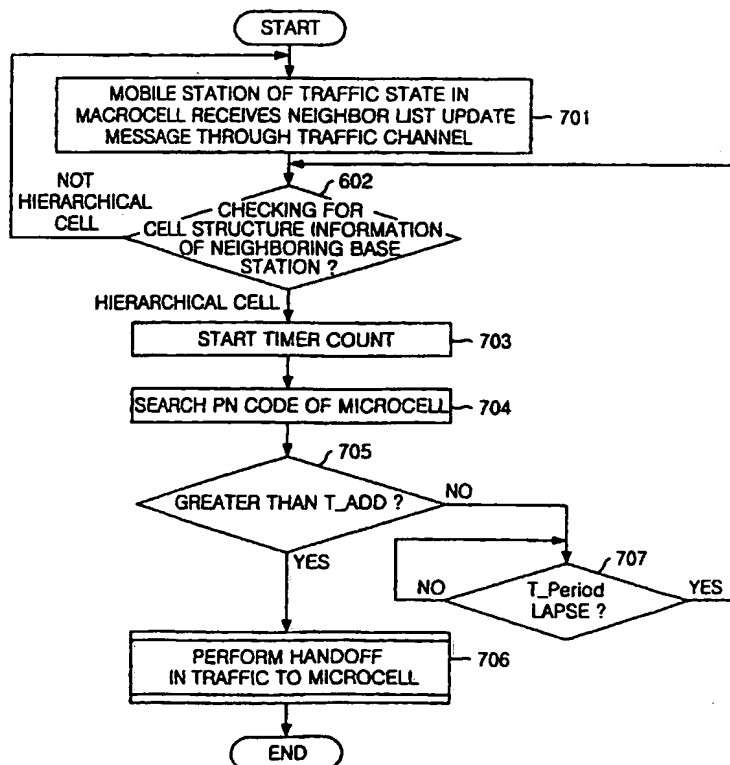 START
MOBILE STATION OF TRAFFIC STATE IN
MACROCELL RECEIVES NEIGHBOR LIST UPDATE
MESSAGE THROUGH TRAFFIC CHANNEL
701
NOT
HIERARCHICAL
CELL
602
CHECKING FOR
CELL STRUCTURE INFORMATION
OF NEIGHBORING BASE
STATION ?
HIERARCHICAL CELL
START TIMER COUNT
703
SEARCH PN CODE OF MICROCELL
704
705
GREATER THAN T_ADD ?
NO
YES
707
NO
T_Period
LAPSE ?
YES
PERFORM HANDOFF
IN TRAFFIC TO MICROCELL
706
END